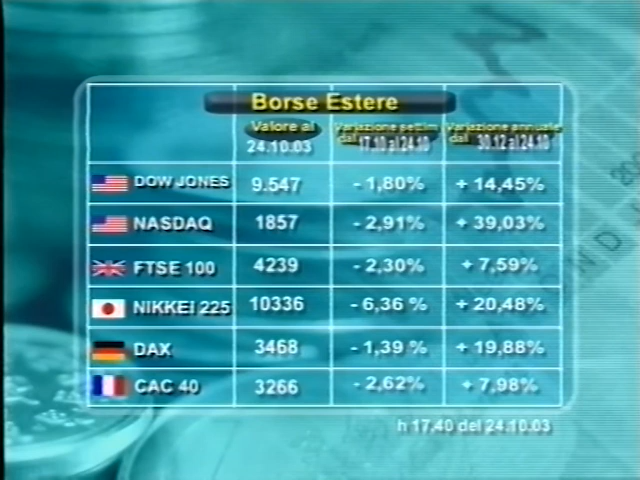 Borse Estere
Valore al Variazione settim Variazione annuale
24.10.03 dal 17.10 al 24.10 dal 30.12 al 24.10
DOW JONES 9.547 - 1,80% + 14,45%
NASDAQ 1857 - 2,91% + 39,03%
FTSE 100 4239 - 2,30% + 7,59%
NIKKEI 225 10336 - 6,36 % + 20,48%
DAX 3468 - 1,39 % + 19,88%
CAC 40 3266 - 2,62% + 7,98%
h 17,40 del 24.10.03